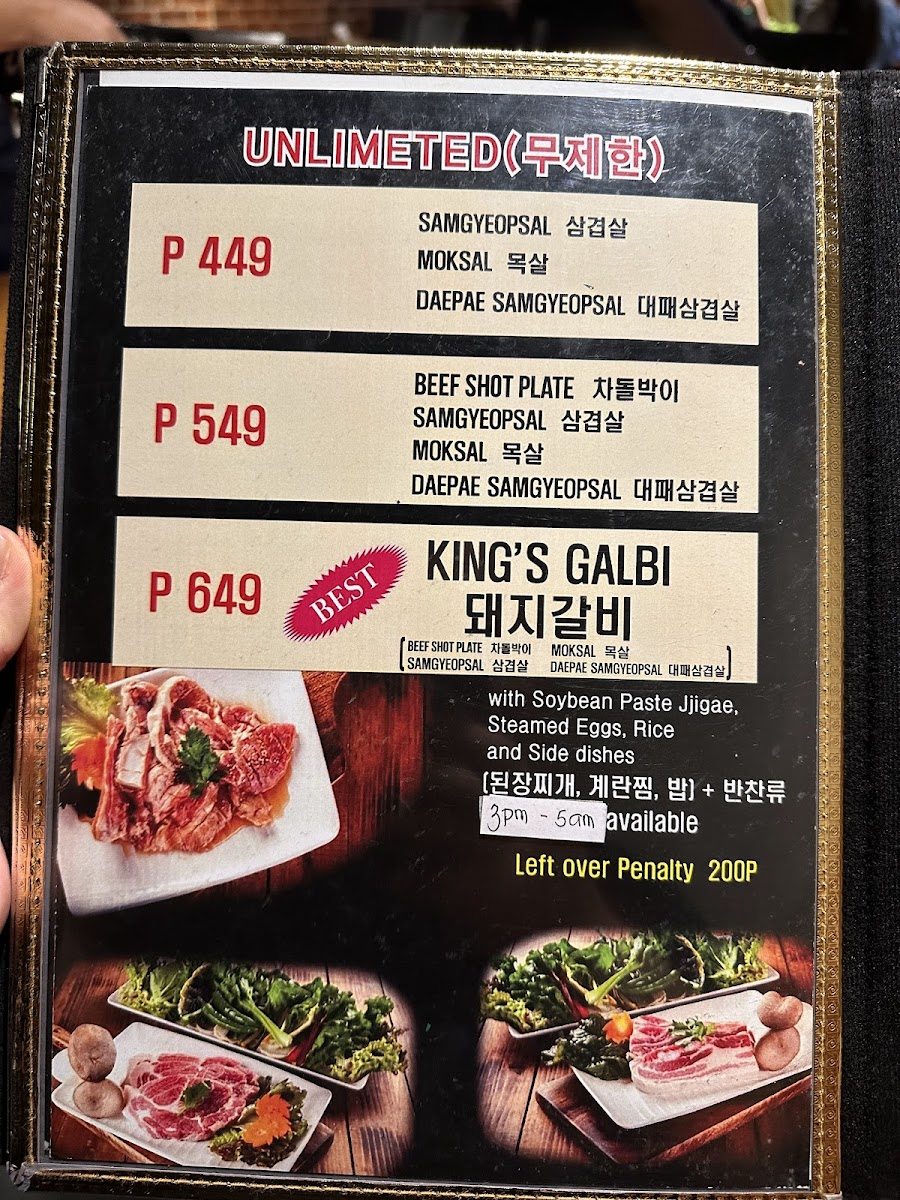 UNLIMETED(무제한)
P 449
SAMGYEOPSAL 삼겹살
MOKSAL 목살
DAEPAE SAMGYEOPSAL 대패삼겹살
P 549
BEEF SHOT PLATE 차돌박이
SAMGYEOPSAL 삼겹살
MOKSAL 목살
DAEPAE SAMGYEOPSAL 대패삼겹살
P 649
BEST
KING'S GALBI
돼지갈비
[BEEF SHOT PLATE 차돌박이 MOKSAL 목살
SAMGYEOPSAL 삼겹살 DAEPAE SAMGYEOPSAL 대패삼겹살]
with Soybean Paste Jjigae,
Steamed Eggs, Rice
and Side dishes
(된장찌개, 계란찜, 밥) + 반찬류
3pm - 5am available
Left over Penalty 200P